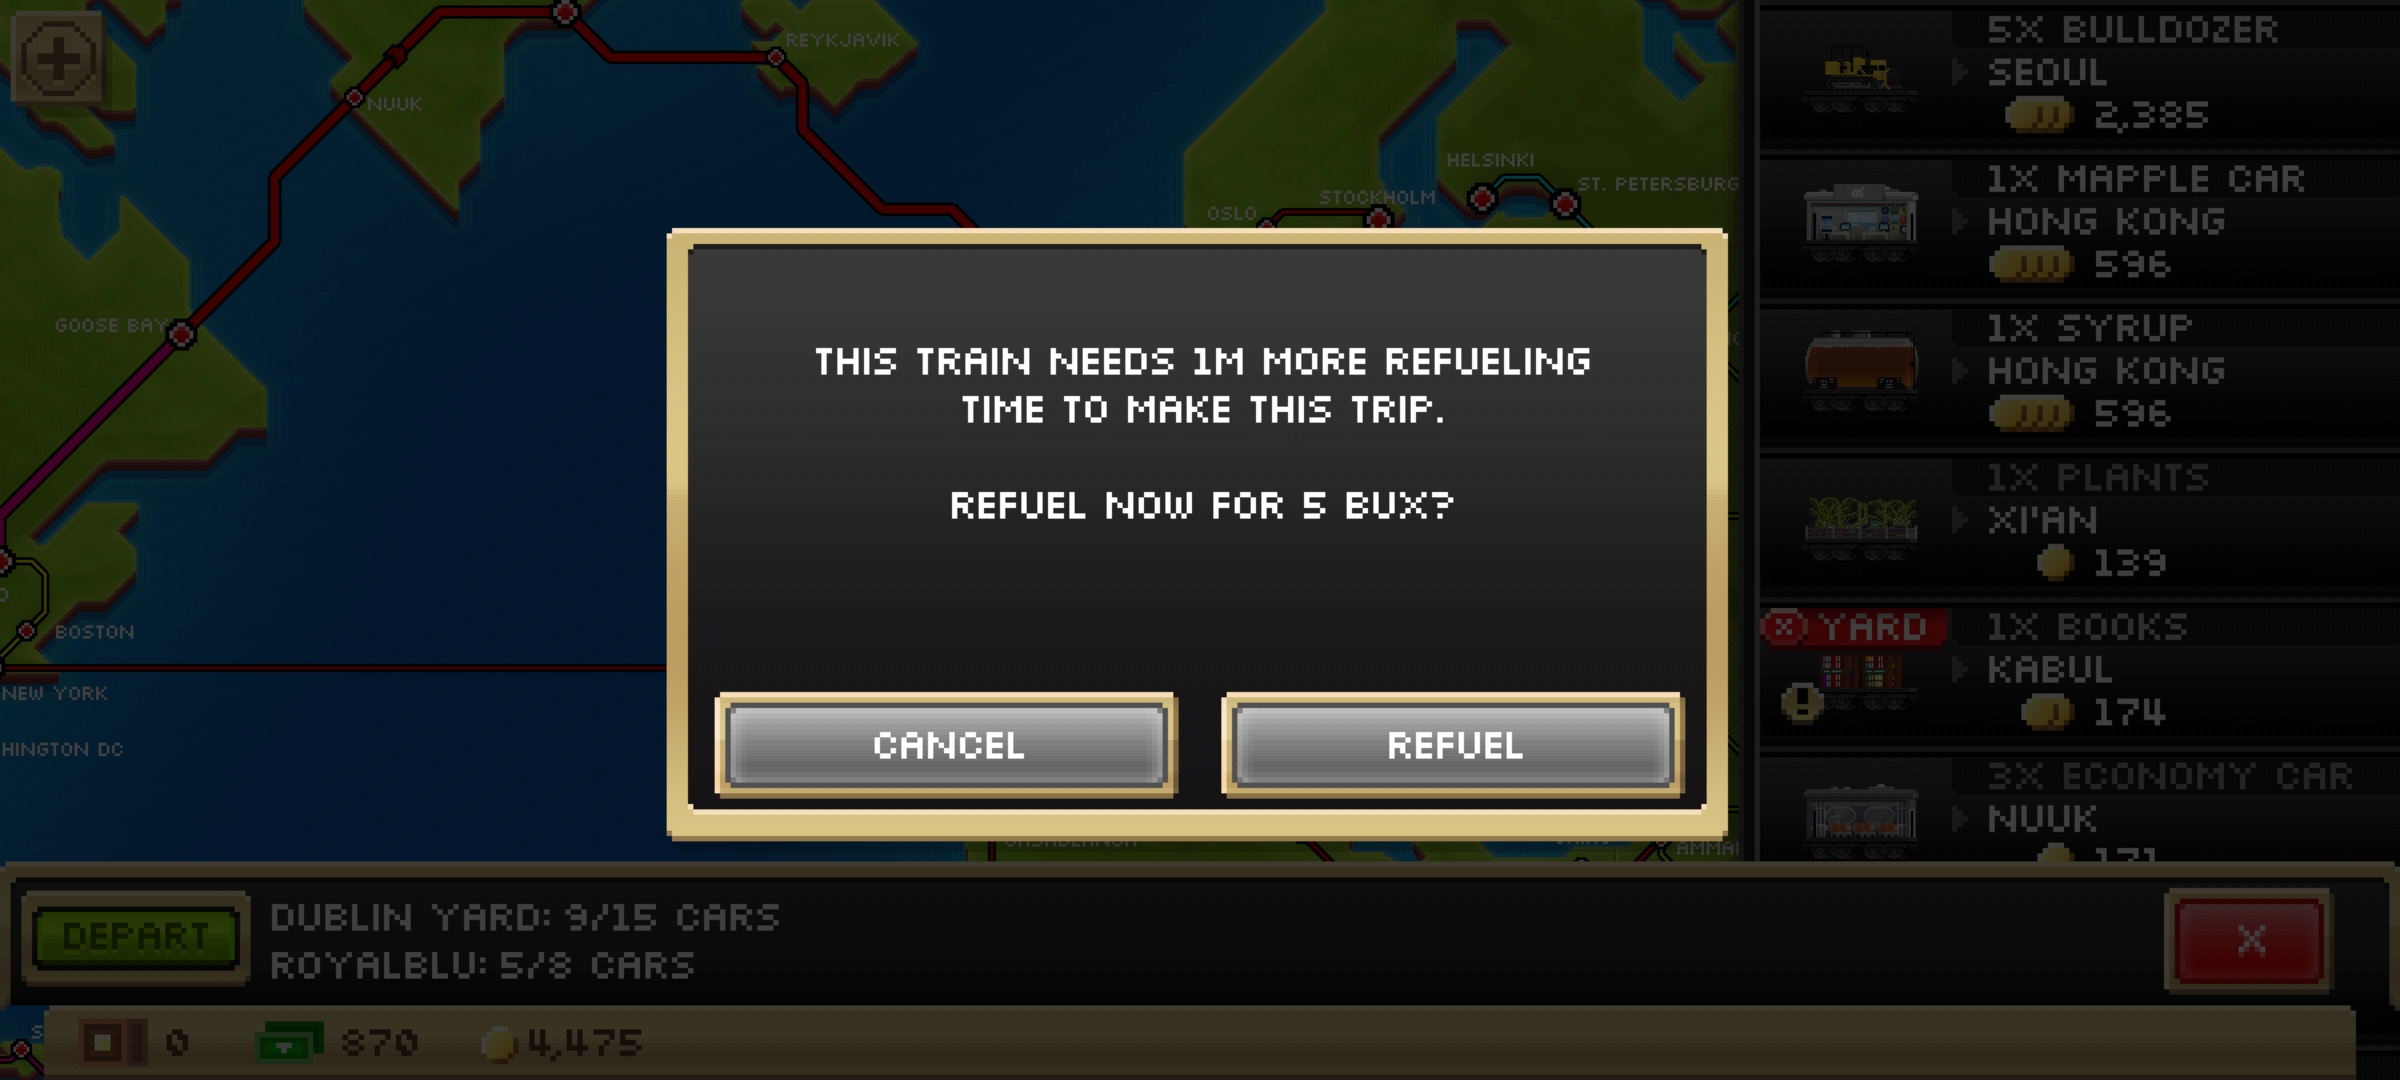 REYKJAVIK
NUUK
HELSINKI
ST. PETERSBURG
STOCKHOLM
OSLO
GOOSE BAY
BOSTON
NEW YORK
HINGTON DC
CASABLANCA
AMMA
THIS TRAIN NEEDS 1M MORE REFUELING
TIME TO MAKE THIS TRIP.
REFUEL NOW FOR 5 BUX?
CANCEL
REFUEL
5X BULLDOZER
SEOUL
2,385
1X MAPPLE CAR
HONG KONG
596
1X SYRUP
HONG KONG
596
1X PLANTS
XI'AN
139
YARD
1X BOOKS
KABUL
174
3X ECONOMY CAR
NUUK
171
DEPART
DUBLIN YARD: 9/15 CARS
ROYALBLU: 5/8 CARS
X
0
870
4,475